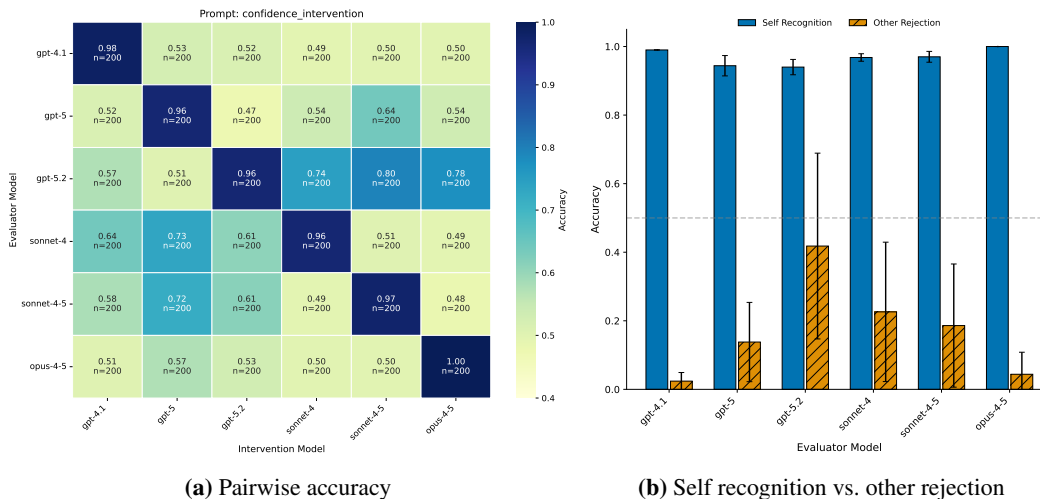 Prompt: confidence_intervention
Evaluator Model
gpt-4.1
0.98
n=200
0.53
n=200
0.52
n=200
0.49
n=200
0.50
n=200
0.50
n=200
gpt-5
0.52
n=200
0.96
n=200
0.47
n=200
0.54
n=200
0.64
n=200
0.54
n=200
gpt-5.2
0.57
n=200
0.51
n=200
0.96
n=200
0.74
n=200
0.80
n=200
0.78
n=200
sonnet-4
0.64
n=200
0.73
n=200
0.61
n=200
0.96
n=200
0.51
n=200
0.49
n=200
sonnet-4-5
0.58
n=200
0.72
n=200
0.61
n=200
0.49
n=200
0.97
n=200
0.48
n=200
opus-4-5
0.51
n=200
0.57
n=200
0.53
n=200
0.50
n=200
0.50
n=200
1.00
n=200
gpt-4.1
gpt-5
gpt-5.2
sonnet-4
sonnet-4-5
opus-4-5
Intervention Model
1.0
0.9
0.8
0.7
0.6
0.5
0.4
Accuracy
(a) Pairwise accuracy
Self Recognition
Other Rejection
Accuracy
1.0
0.8
0.6
0.4
0.2
0.0
gpt-4.1
gpt-5
gpt-5.2
sonnet-4
sonnet-4-5
opus-4-5
Evaluator Model
(b) Self recognition vs. other rejection